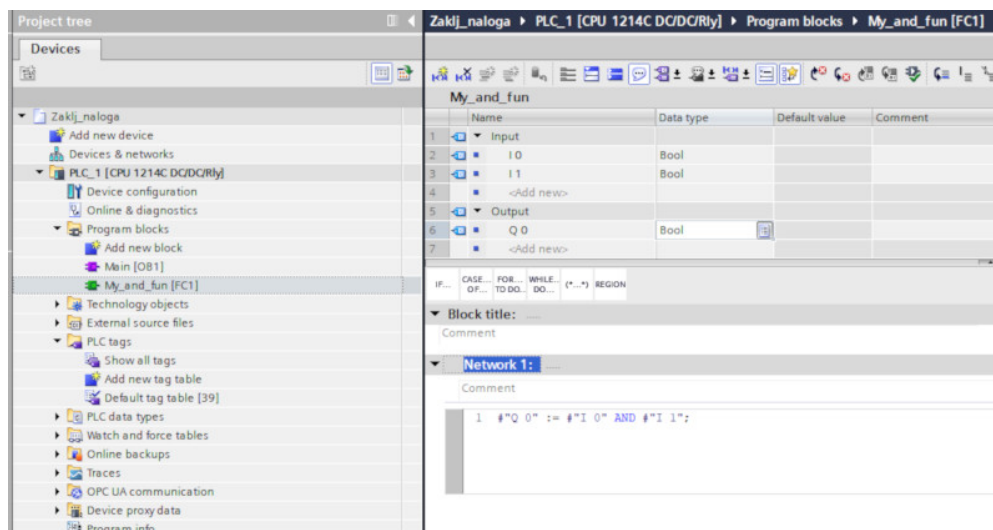 Project tree
Devices
Zaklj_naloga
Add new device
Devices & networks
PLC_1 [CPU 1214C DC/DC/Rly]
Device configuration
Online & diagnostics
Program blocks
Add new block
Main [OB1]
My_and_fun [FC1]
Technology objects
External source files
PLC tags
Show all tags
Add new tag table
Default tag table [39]
PLC data types
Watch and force tables
Online backups
Traces
OPC UA communication
Device proxy data
Program info
Zaklj_naloga PLC_1 [CPU 1214C DC/DC/Rly] Program blocks My_and_fun [FC1]
My_and_fun
Name Data type Default value Comment
1 Input
2 I 0 Bool
3 I 1 Bool
4 <Add new>
5 Output
6 Q 0 Bool
7 <Add new>
IF... CASE... OF... FOR... TO DO... WHILE... DO... (*...*) REGION
Block title: ......
Comment
Network 1: ......
Comment
1 #"Q 0" := #"I 0" AND #"I 1";